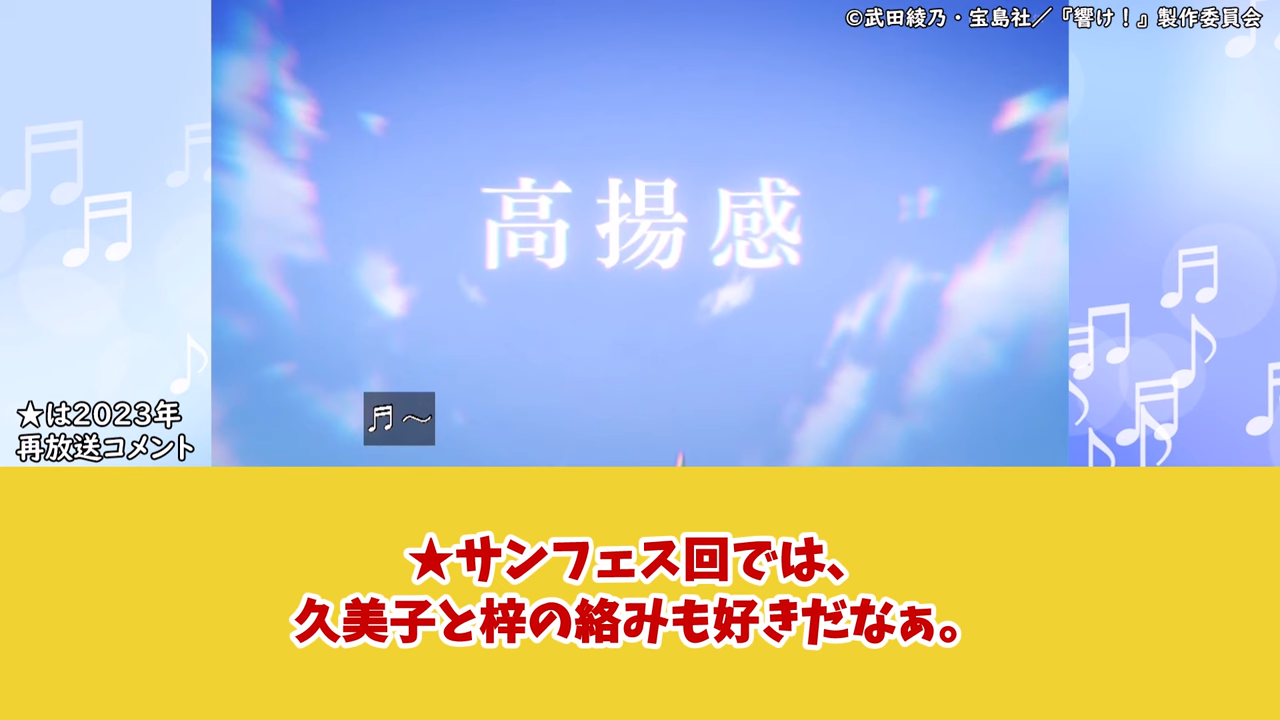 ©武田綾乃・宝島社／『響け！』製作委員会
高揚感
♬～
★は2023年
再放送コメント
★サンフェス回では、
久美子と梓の絡みも好きだなぁ。